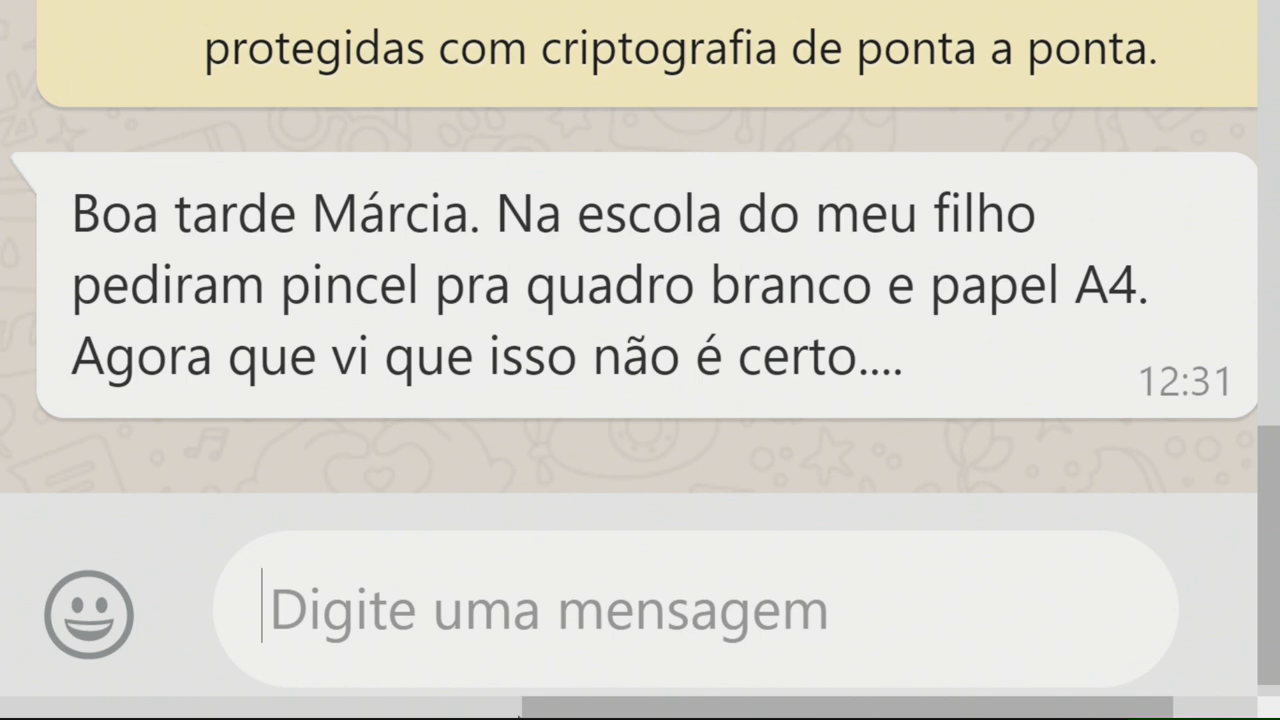 protegidas com criptografia de ponta a ponta.
Boa tarde Márcia. Na escola do meu filho
pediram pincel pra quadro branco e papel A4.
Agora que vi que isso não é certo....
12:31
Digite uma mensagem